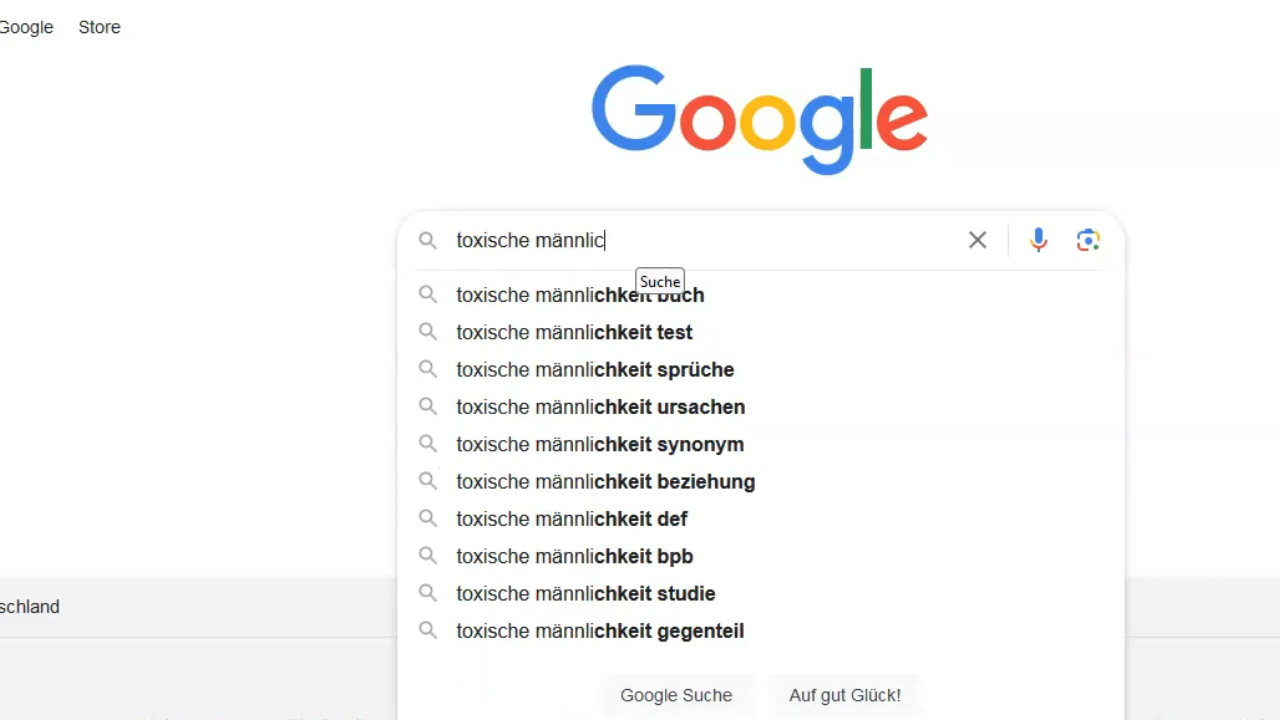 Google Store
Google
toxische männlic
Suche
toxische männlichkeit buch
toxische männlichkeit test
toxische männlichkeit sprüche
toxische männlichkeit ursachen
toxische männlichkeit synonym
toxische männlichkeit beziehung
toxische männlichkeit def
toxische männlichkeit bpb
toxische männlichkeit studie
schland
toxische männlichkeit gegenteil
Google Suche Auf gut Glück!